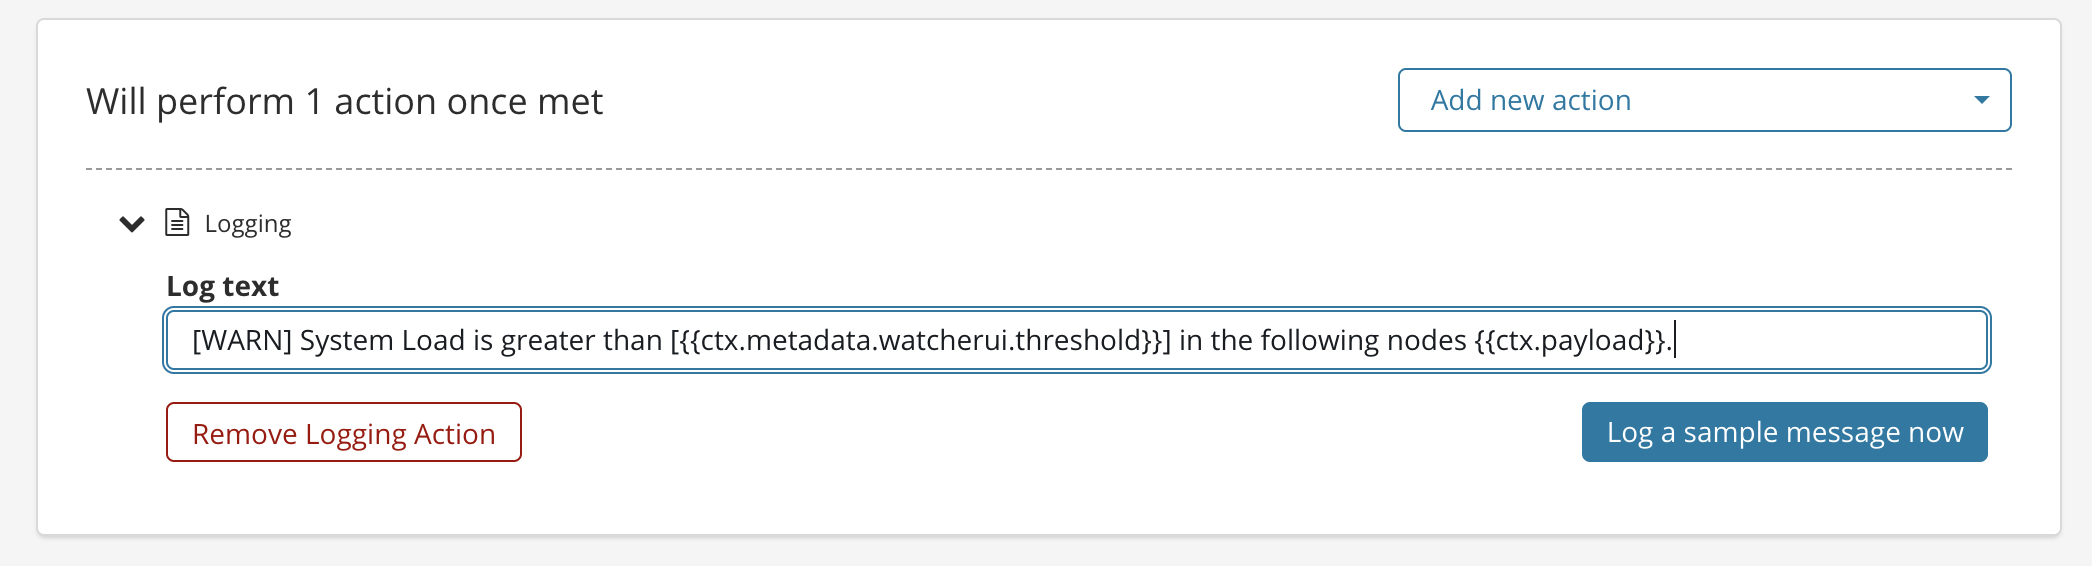 Will perform 1 action once met
Add new action
Logging
Log text
[WARN] System Load is greater than [{{ctx.metadata.watcherui.threshold}}] in the following nodes {{ctx.payload}}.
Remove Logging Action
Log a sample message now